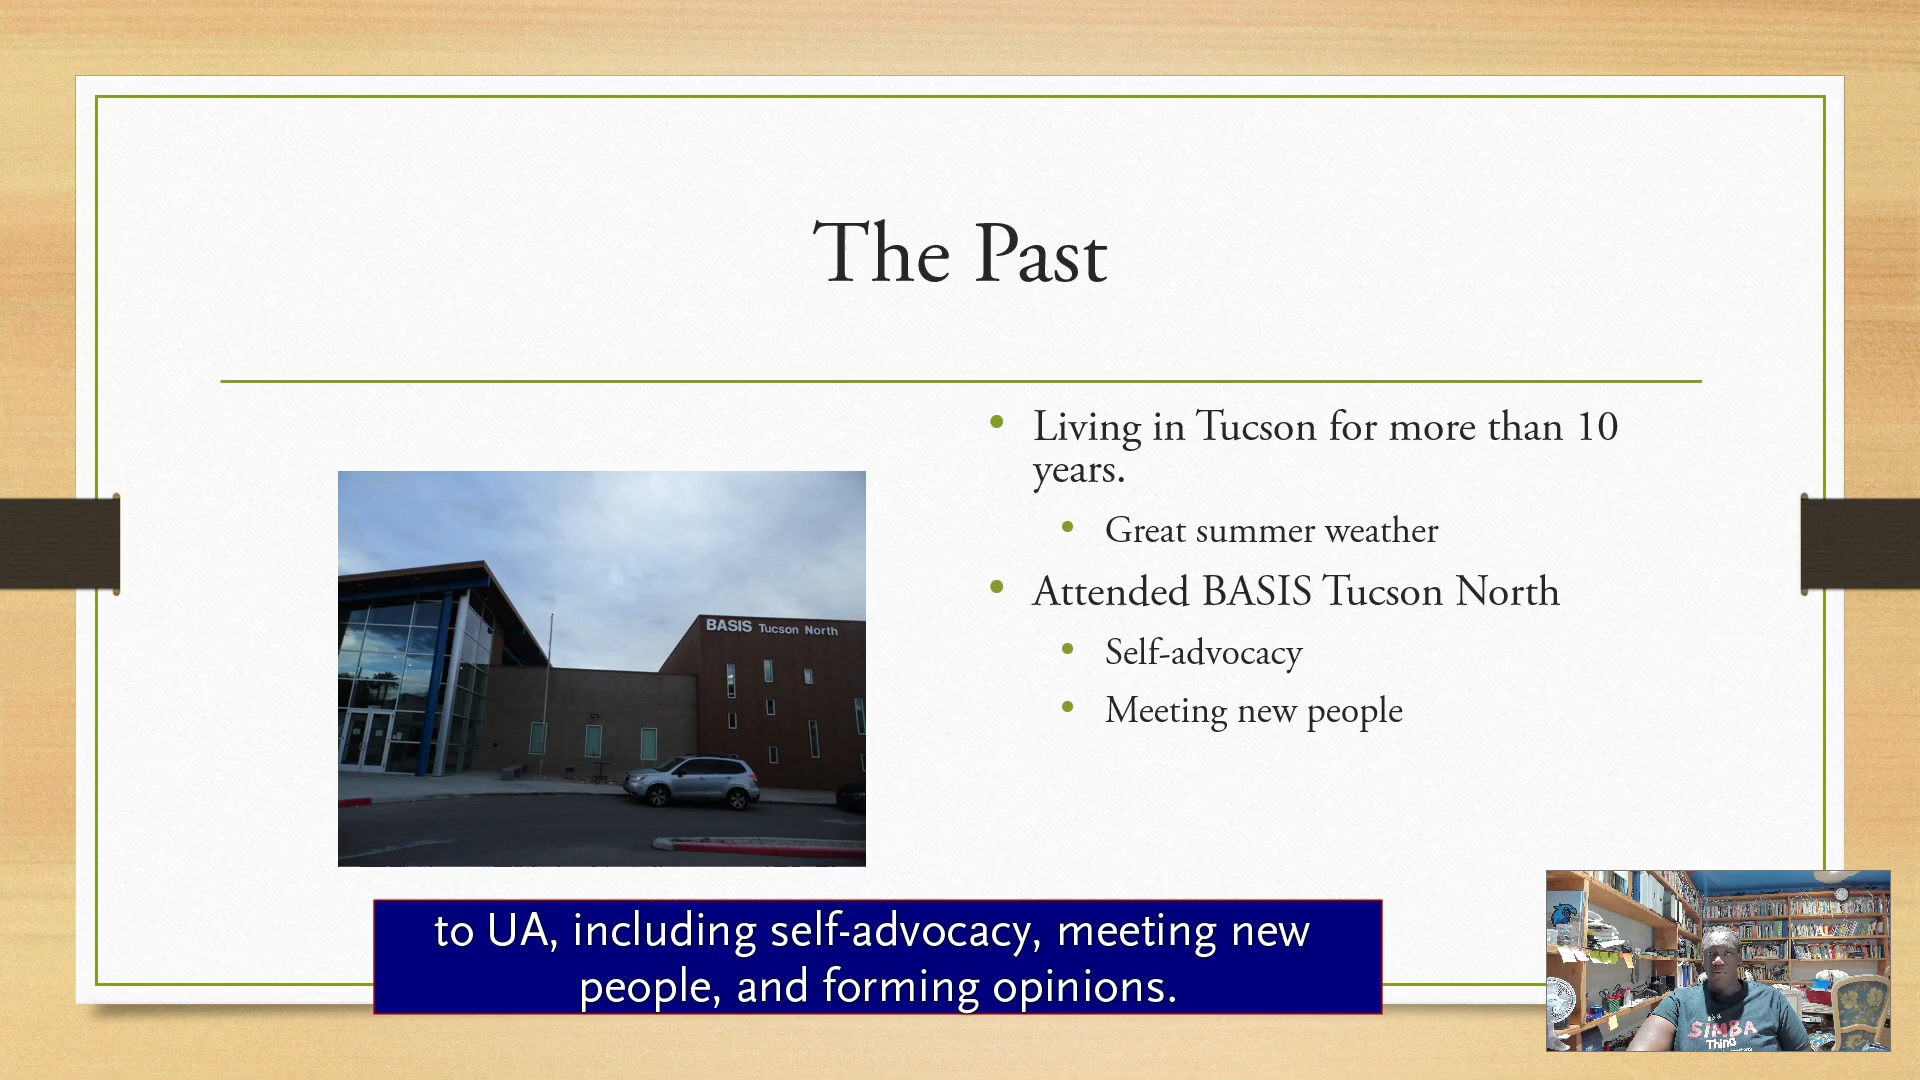 The Past
Living in Tucson for more than 10
years.
Great summer weather
Attended BASIS Tucson North
Self-advocacy
Meeting new people
BASIS Tucson North
to UA, including self-advocacy, meeting new
people, and forming opinions.
SIMBA
Thing